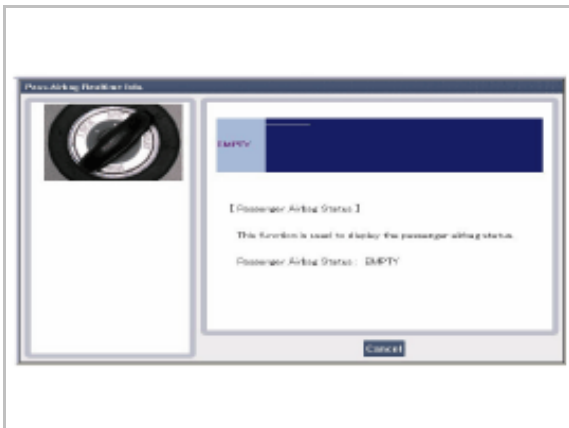 Pass-Airbag Realtime Info.
EMPTY
[ Passenger Airbag Status ]
This function is used to display the passenger airbag status.
Passenger Airbag Status : EMPTY
Cancel